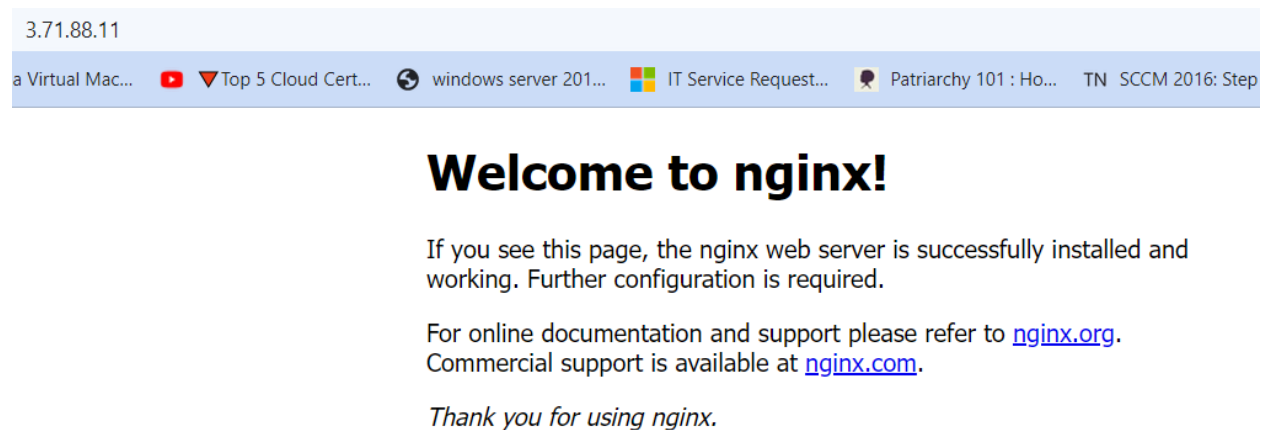 3.71.88.11
a Virtual Mac... Top 5 Cloud Cert... windows server 201... IT Service Request... Patriarchy 101 : Ho... TN SCCM 2016: Step
Welcome to nginx!
If you see this page, the nginx web server is successfully installed and
working. Further configuration is required.
For online documentation and support please refer to nginx.org.
Commercial support is available at nginx.com.
Thank you for using nginx.